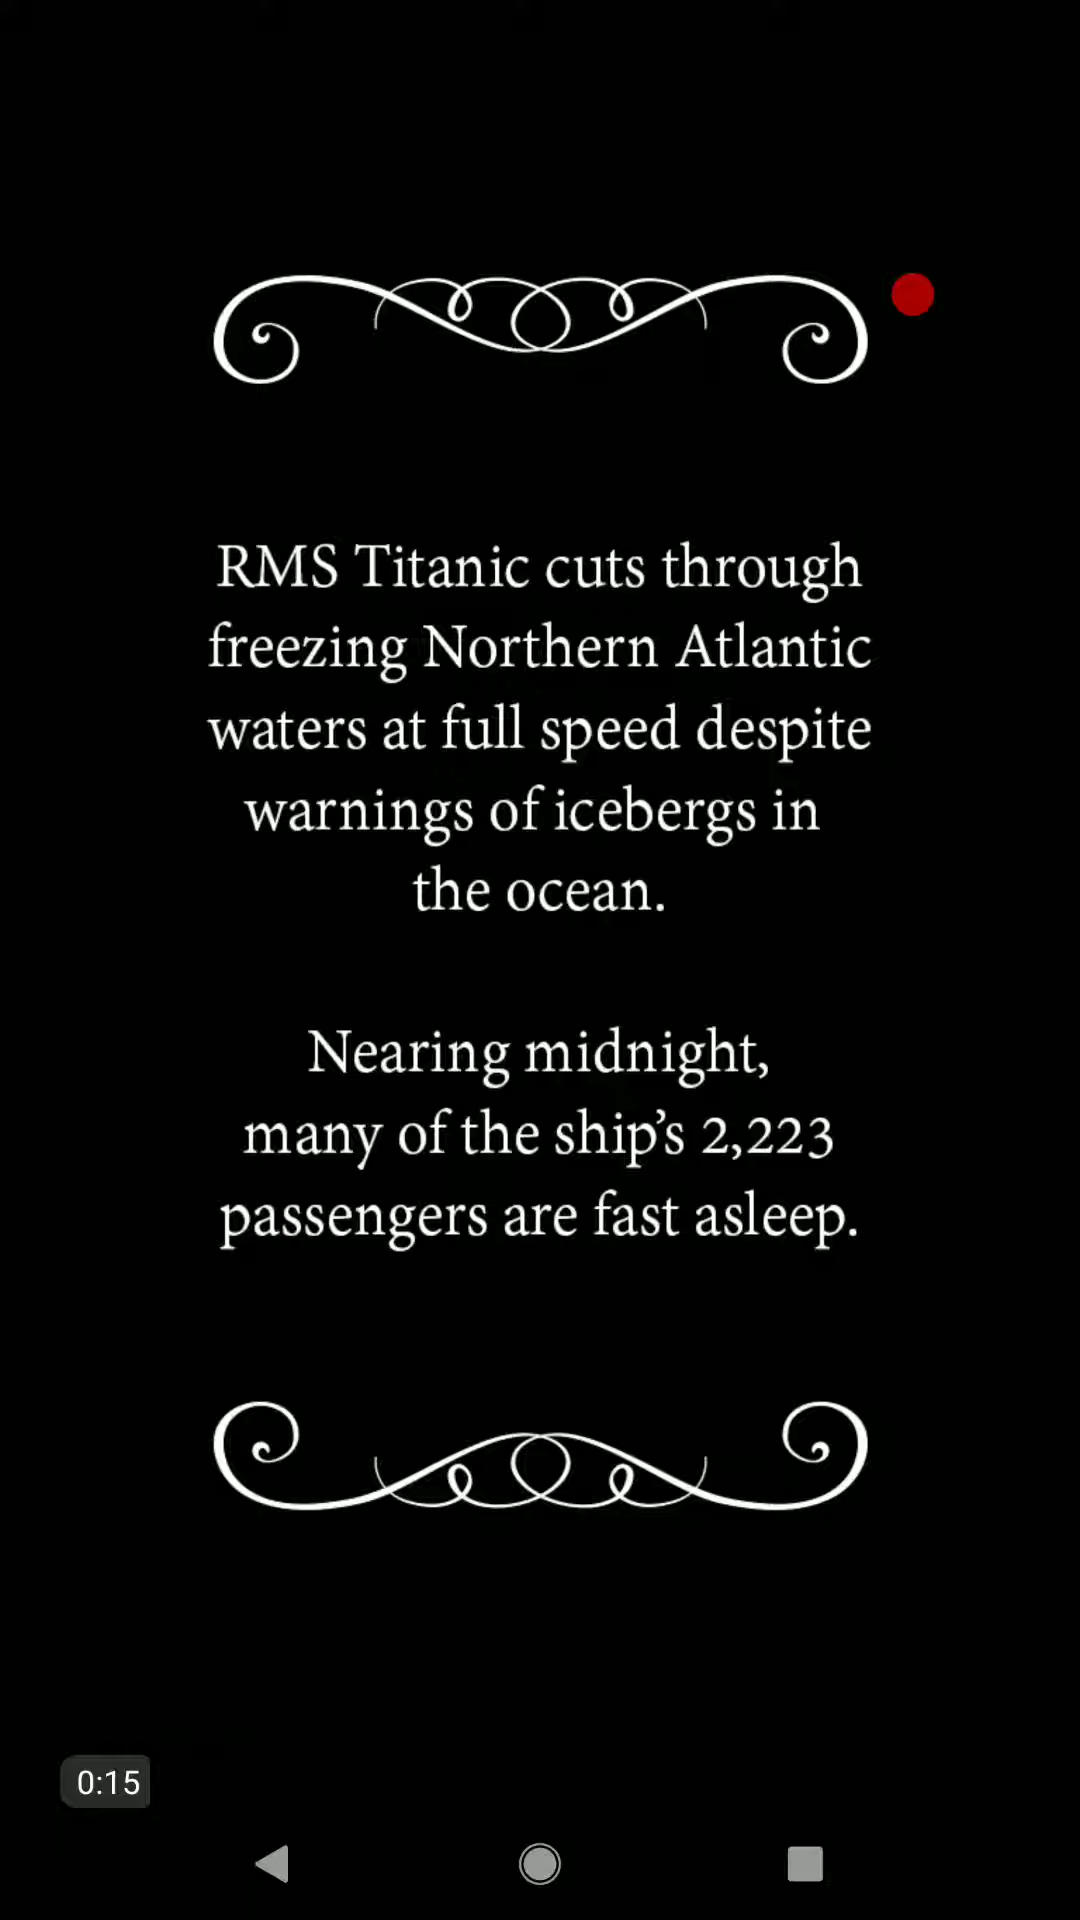 RMS Titanic cuts through
freezing Northern Atlantic
waters at full speed despite
warnings of icebergs in
the ocean.
Nearing midnight,
many of the ship’s 2,223
passengers are fast asleep.
0:15